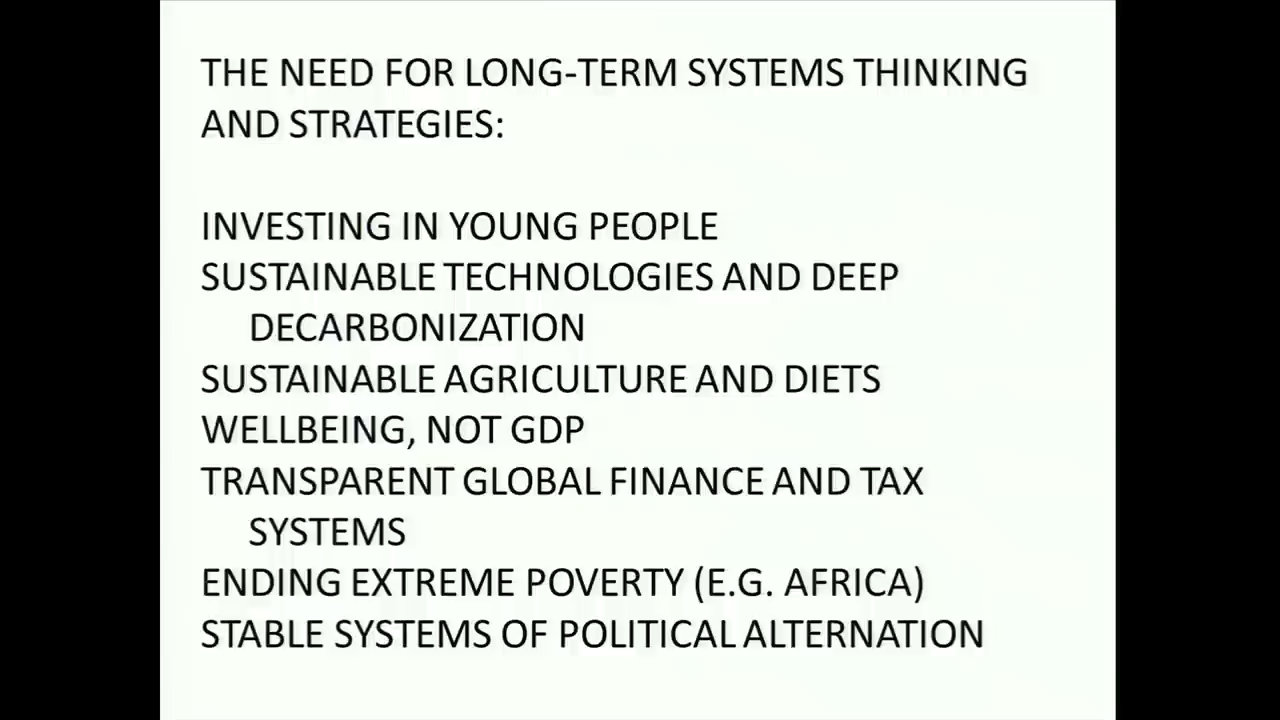 THE NEED FOR LONG-TERM SYSTEMS THINKING
AND STRATEGIES:
INVESTING IN YOUNG PEOPLE
SUSTAINABLE TECHNOLOGIES AND DEEP
DECARBONIZATION
SUSTAINABLE AGRICULTURE AND DIETS
WELLBEING, NOT GDP
TRANSPARENT GLOBAL FINANCE AND TAX
SYSTEMS
ENDING EXTREME POVERTY (E.G. AFRICA)
STABLE SYSTEMS OF POLITICAL ALTERNATION